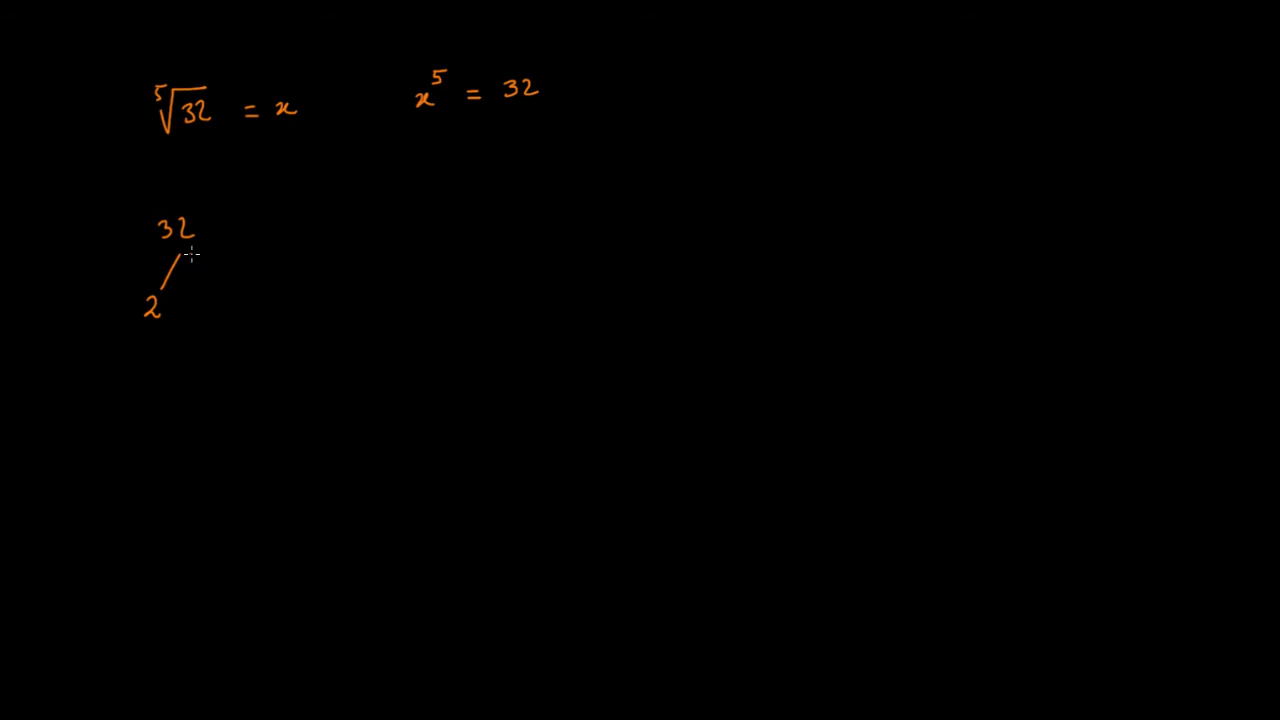 ⁵√32 = x x⁵ = 32
32
2